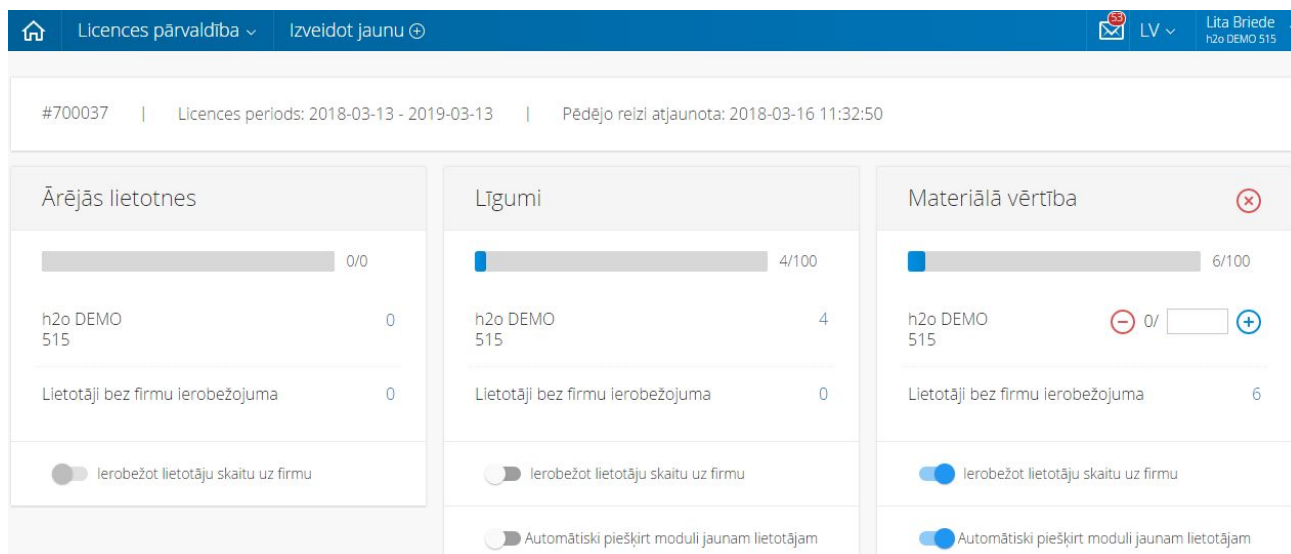 Licences pārvaldība
Izveidot jaunu
53
LV
Lita Briede
h2o DEMO 515
#700037 | Licences periods: 2018-03-13 - 2019-03-13 | Pēdējo reizi atjaunota: 2018-03-16 11:32:50
Ārējās lietotnes
0/0
h2o DEMO
515
0
Lietotāji bez firmu ierobežojuma 0
Ierobežot lietotāju skaitu uz firmu
Līgumi
4/100
h2o DEMO
515
4
Lietotāji bez firmu ierobežojuma 0
Ierobežot lietotāju skaitu uz firmu
Automātiski piešķirt moduli jaunam lietotājam
Materiālā vērtība
6/100
h2o DEMO
515
0/
Lietotāji bez firmu ierobežojuma 6
Ierobežot lietotāju skaitu uz firmu
Automātiski piešķirt moduli jaunam lietotājam